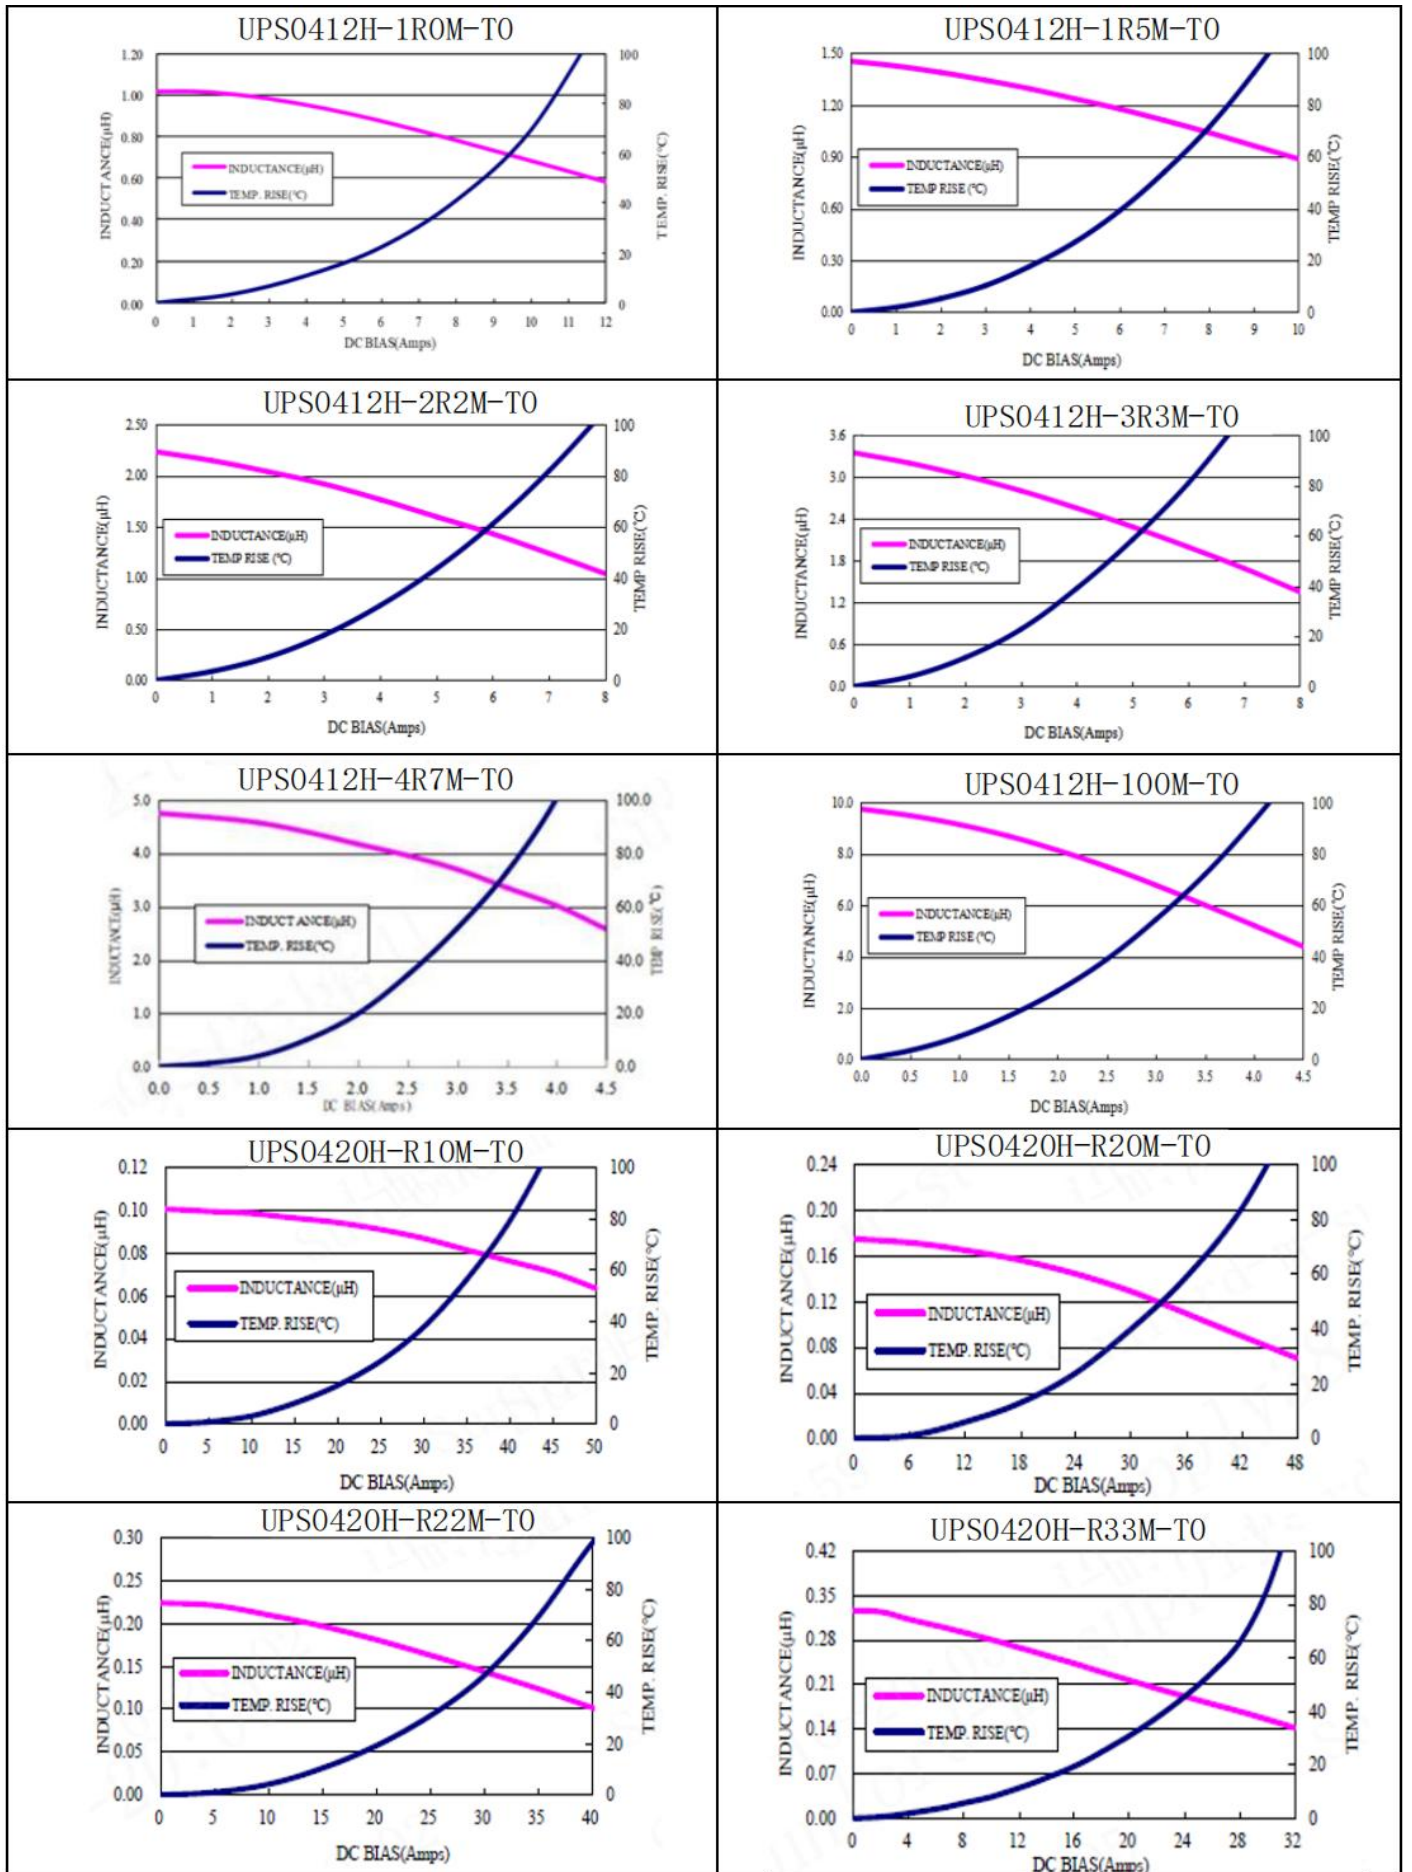 UPS0412H-1R0M-T0
1.20
1.00
0.80
0.60
0.40
0.20
0.00
INDUCTANCE(μH)
100
80
60
40
20
0
TEMP. RISE(℃)
INDUCTANCE(μH)
TEMP. RISE(℃)
0 1 2 3 4 5 6 7 8 9 10 11 12
DC BIAS(Amps)
UPS0412H-1R5M-T0
1.50
1.20
0.90
0.60
0.30
0.00
INDUCTANCE(μH)
100
80
60
40
20
0
TEMP RISE(℃)
INDUCTANCE(μH)
TEMP RISE (℃)
0 1 2 3 4 5 6 7 8 9 10
DC BIAS(Amps)
UPS0412H-2R2M-T0
2.50
2.00
1.50
1.00
0.50
0.00
INDUCTANCE(μH)
100
80
60
40
20
0
TEMP RISE(℃)
INDUCTANCE(μH)
TEMP RISE (℃)
0 1 2 3 4 5 6 7 8
DC BIAS(Amps)
UPS0412H-3R3M-T0
3.6
3.0
2.4
1.8
1.2
0.6
0.0
INDUCTANCE(μH)
100
80
60
40
20
0
TEMP RISE(℃)
INDUCTANCE(μH)
TEMP RISE (℃)
0 1 2 3 4 5 6 7 8
DC BIAS(Amps)
UPS0412H-4R7M-T0
5.0
4.0
3.0
2.0
1.0
0.0
INDUCTANCE(μH)
100.0
80.0
60.0
40.0
20.0
0.0
TEMP RISE(℃)
INDUCTANCE(μH)
TEMP. RISE(℃)
0.0 0.5 1.0 1.5 2.0 2.5 3.0 3.5 4.0 4.5
DC BIAS(Amps)
UPS0412H-100M-T0
10.0
8.0
6.0
4.0
2.0
0.0
INDUCTANCE(μH)
100
80
60
40
20
0
TEMP RISE(℃)
INDUCTANCE(μH)
TEMP RISE (℃)
0.0 0.5 1.0 1.5 2.0 2.5 3.0 3.5 4.0 4.5
DC BIAS(Amps)
UPS0420H-R10M-T0
0.12
0.10
0.08
0.06
0.04
0.02
0.00
INDUCTANCE(μH)
100
80
60
40
20
0
TEMP. RISE(℃)
INDUCTANCE(μH)
TEMP. RISE(℃)
0 5 10 15 20 25 30 35 40 45 50
DC BIAS(Amps)
UPS0420H-R20M-T0
0.24
0.20
0.16
0.12
0.08
0.04
0.00
INDUCTANCE(μH)
100
80
60
40
20
0
TEMP. RISE(℃)
INDUCTANCE(μH)
TEMP. RISE(℃)
0 6 12 18 24 30 36 42 48
DC BIAS(Amps)
UPS0420H-R22M-T0
0.30
0.25
0.20
0.15
0.10
0.05
0.00
INDUCTANCE(μH)
100
80
60
40
20
0
TEMP. RISE(℃)
INDUCTANCE(μH)
TEMP. RISE(℃)
0 5 10 15 20 25 30 35 40
DC BIAS(Amps)
UPS0420H-R33M-T0
0.42
0.35
0.28
0.21
0.14
0.07
0.00
INDUCTANCE(μH)
100
80
60
40
20
0
TEMP. RISE(℃)
INDUCTANCE(μH)
TEMP. RISE(℃)
0 4 8 12 16 20 24 28 32
DC BIAS(Amps)